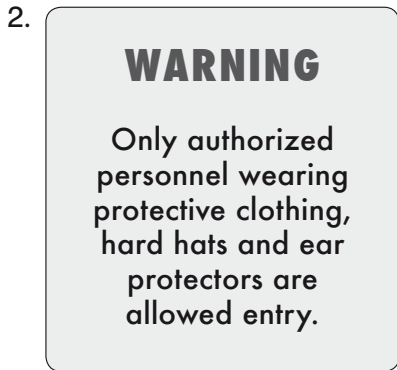 2.
WARNING
Only authorized
personnel wearing
protective clothing,
hard hats and ear
protectors are
allowed entry.